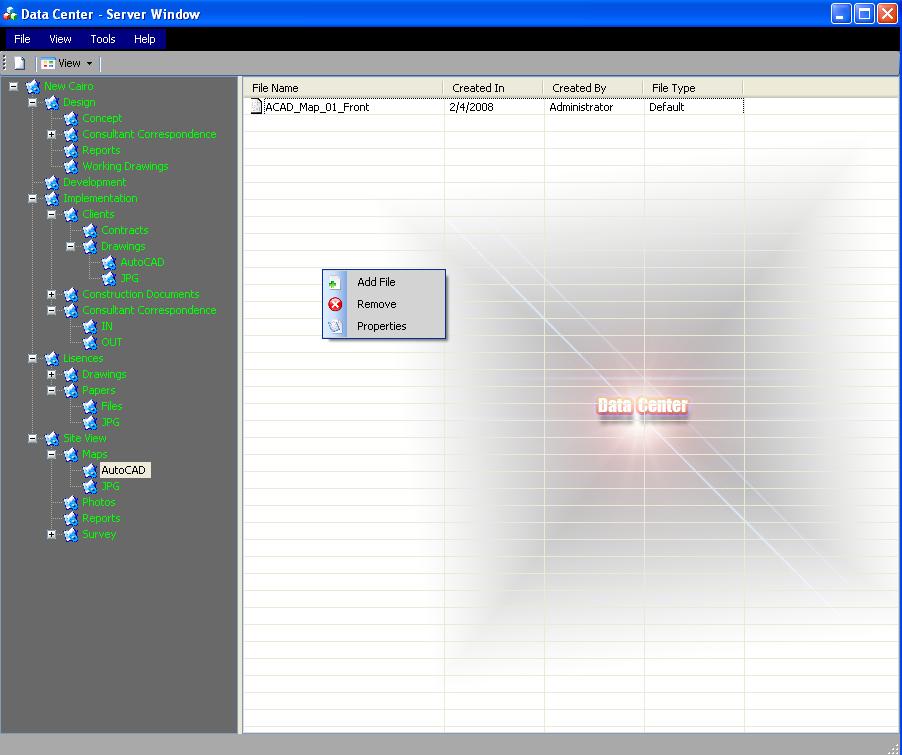 Data Center - Server Window
File View Tools Help
View
New Cairo
Design
Concept
Consultant Correspondence
Reports
Working Drawings
Development
Implementation
Clients
Contracts
Drawings
AutoCAD
JPG
Construction Documents
Consultant Correspondence
IN
OUT
Lisences
Drawings
Papers
Files
JPG
Site View
Maps
AutoCAD
JPG
Photos
Reports
Survey
File Name Created In Created By File Type
ACAD_Map_01_Front 2/4/2008 Administrator Default
Add File
Remove
Properties
Data Center